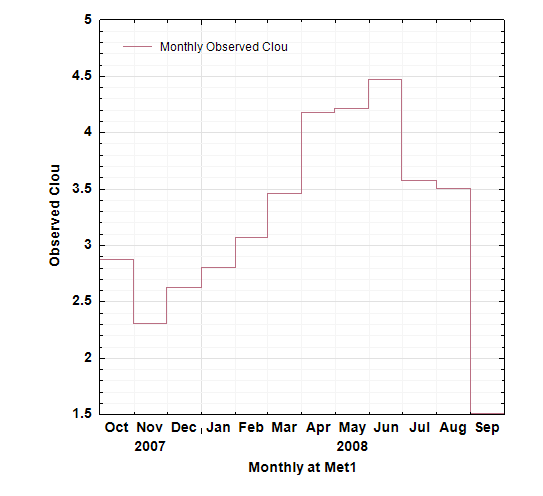 5
Monthly Observed Clou
4.5
4
3.5
3
2.5
2
1.5
Observed Clou
Oct Nov Dec Jan Feb Mar Apr May Jun Jul Aug Sep
2007 2008
Monthly at Met1